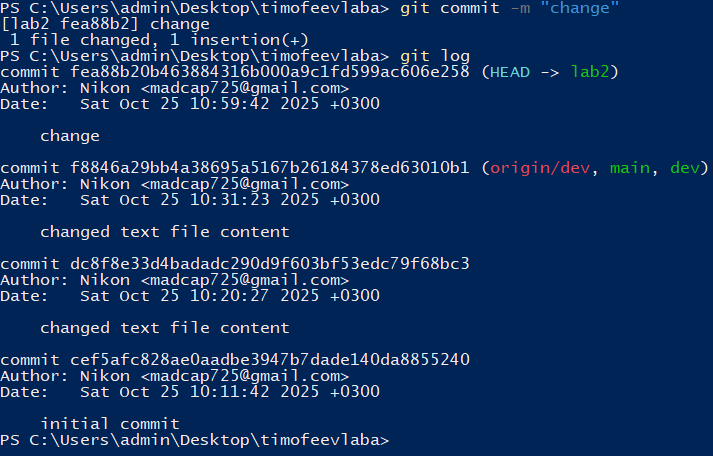 PS C:\Users\admin\Desktop\timofeevlaba> git commit -m "change"
[lab2 fea88b2] change
 1 file changed, 1 insertion(+)
PS C:\Users\admin\Desktop\timofeevlaba> git log
commit fea88b20b463884316b000a9c1fd599ac606e258 (HEAD -> lab2)
Author: Nikon <madcap725@gmail.com>
Date:   Sat Oct 25 10:59:42 2025 +0300

    change

commit f8846a29bb4a38695a5167b26184378ed63010b1 (origin/dev, main, dev)
Author: Nikon <madcap725@gmail.com>
Date:   Sat Oct 25 10:31:23 2025 +0300

    changed text file content

commit dc8f8e33d4badadc290d9f603bf53edc79f68bc3
Author: Nikon <madcap725@gmail.com>
Date:   Sat Oct 25 10:20:27 2025 +0300

    changed text file content

commit cef5afc828ae0aadbe3947b7dade140da8855240
Author: Nikon <madcap725@gmail.com>
Date:   Sat Oct 25 10:11:42 2025 +0300

    initial commit
PS C:\Users\admin\Desktop\timofeevlaba>